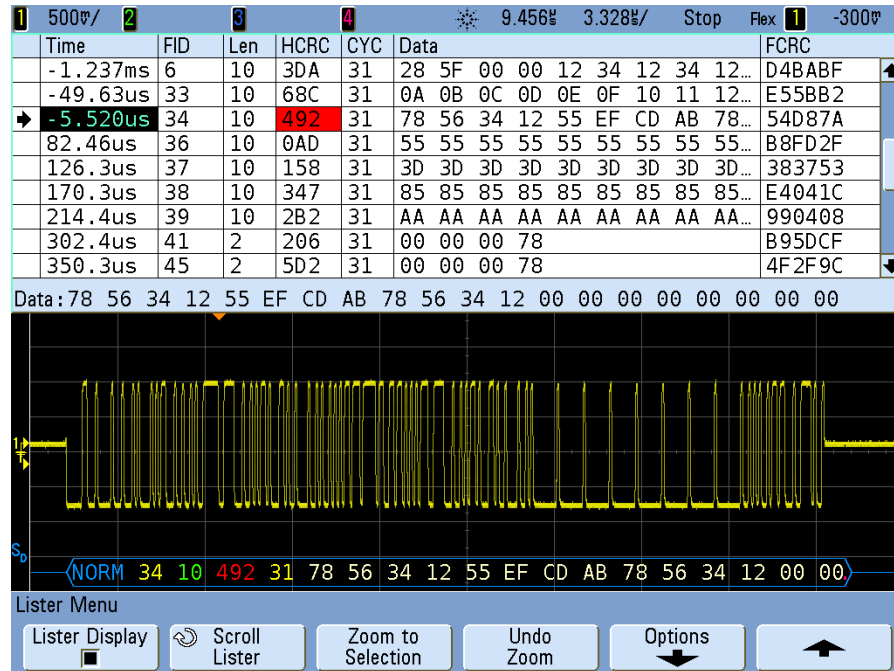 1 500mV/ 2 3 4 9.456us 3.328us/ Stop Flex 1 -300mV
Time FID Len HCRC CYC Data FCRC
-1.237ms 6 10 3DA 31 28 5F 00 00 12 34 12 34 12… D4BABF
-49.63us 33 10 68C 31 0A 0B 0C 0D 0E 0F 10 11 12… E55BB2
-5.520us 34 10 492 31 78 56 34 12 55 EF CD AB 78… 54D87A
82.46us 36 10 0AD 31 55 55 55 55 55 55 55 55 55… B8FD2F
126.3us 37 10 158 31 3D 3D 3D 3D 3D 3D 3D 3D 3D… 383753
170.3us 38 10 347 31 85 85 85 85 85 85 85 85 85… E4041C
214.4us 39 10 2B2 31 AA AA AA AA AA AA AA AA AA… 990408
302.4us 41 2 206 31 00 00 00 78 B95DCF
350.3us 45 2 5D2 31 00 00 00 78 4F2F9C
Data:78 56 34 12 55 EF CD AB 78 56 34 12 00 00 00 00 00 00 00 00
1
T
SD
NORM 34 10 492 31 78 56 34 12 55 EF CD AB 78 56 34 12 00 00
Lister Menu
Lister Display Scroll Lister Zoom to Selection Undo Zoom Options